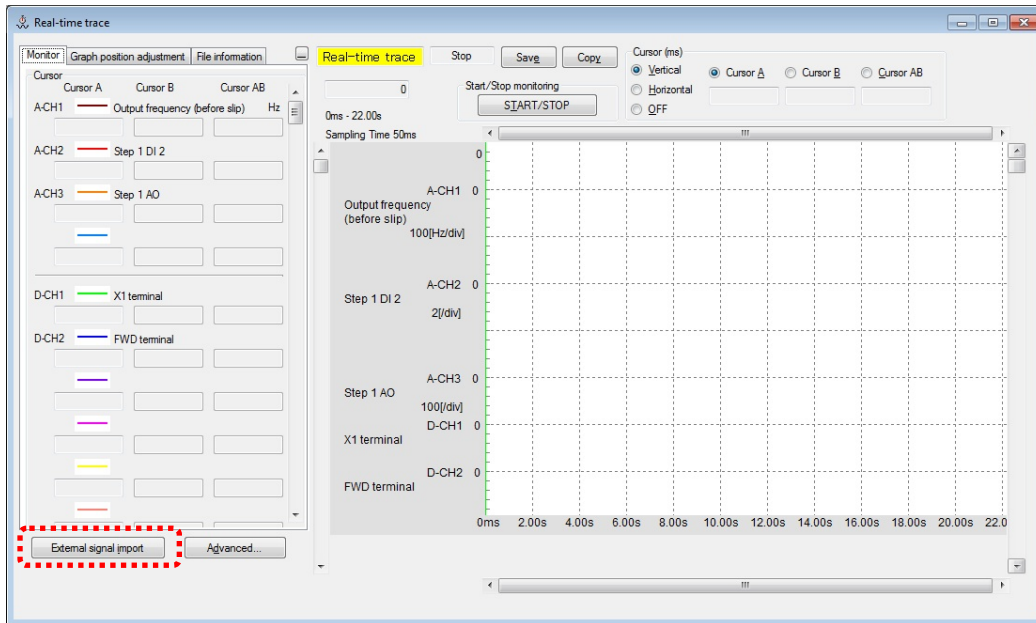 Real-time trace
Monitor Graph position adjustment File information
Cursor
Cursor A Cursor B Cursor AB
A-CH1 Output frequency (before slip) Hz
A-CH2 Step 1 DI 2
A-CH3 Step 1 AO
D-CH1 X1 terminal
D-CH2 FWD terminal
External signal import Advanced...
Real-time trace Stop Save Copy
0
Start/Stop monitoring
START/STOP
0ms - 22.00s
Sampling Time 50ms
Cursor (ms)
Vertical
Horizontal
OFF
Cursor A Cursor B Cursor AB
0
A-CH1 0
Output frequency
(before slip)
100[Hz/div]
A-CH2 0
Step 1 DI 2
2[/div]
A-CH3 0
Step 1 AO
100[/div]
D-CH1 0
X1 terminal
D-CH2 0
FWD terminal
0ms 2.00s 4.00s 6.00s 8.00s 10.00s 12.00s 14.00s 16.00s 18.00s 20.00s 22.0